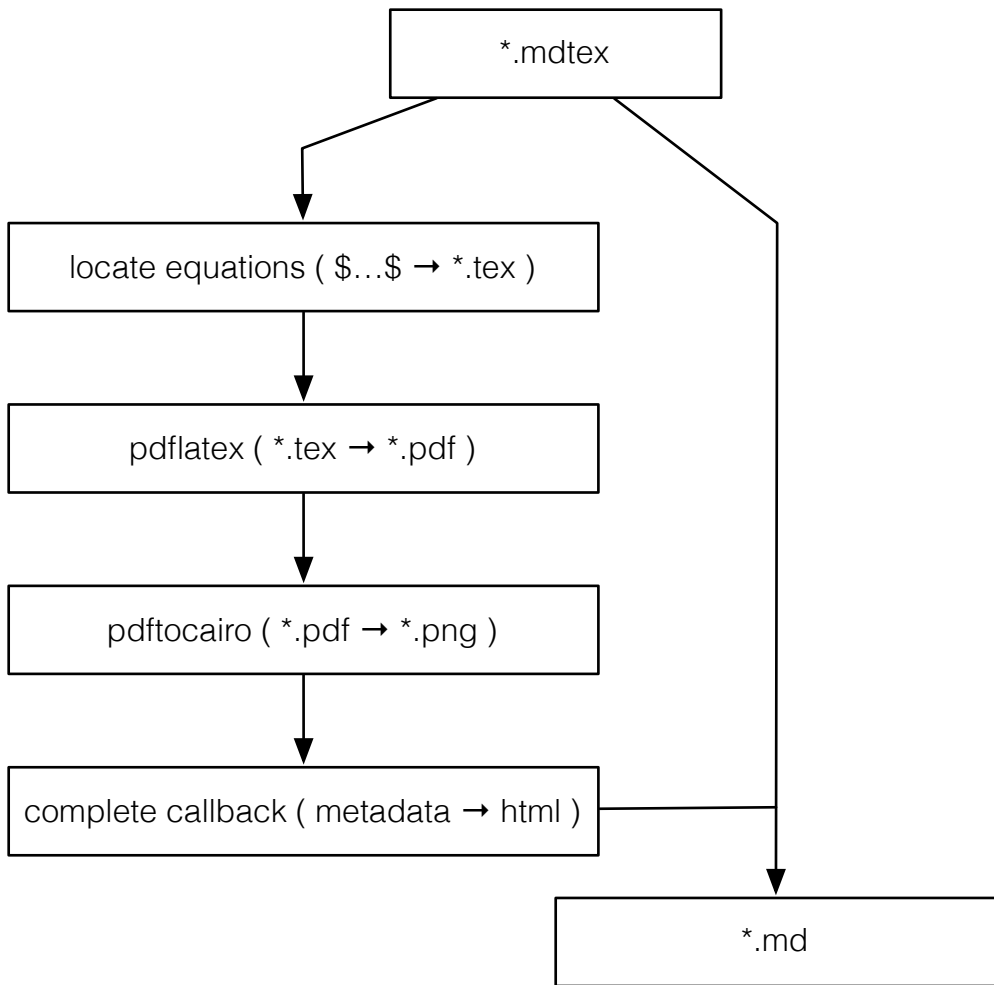 *.mdtex
locate equations ( $...$ → *.tex )
pdflatex ( *.tex → *.pdf )
pdftocairo ( *.pdf → *.png )
complete callback ( metadata → html )
*.md